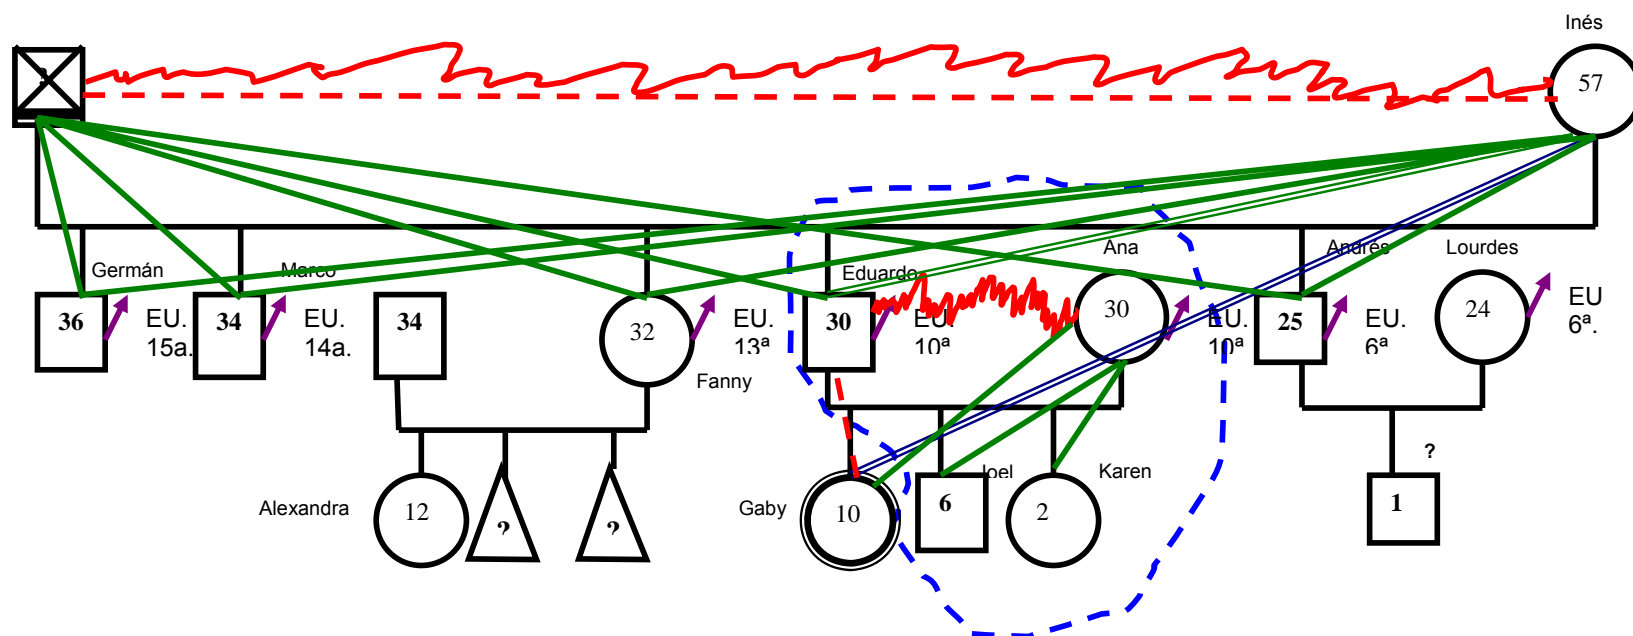 Inés
?
57
Germán
Marco
Eduardo
Ana
Andrés
Lourdes
36
EU.
15a.
34
EU.
14a.
34
32
EU.
13ª
Fanny
30
EU.
10ª
30
EU.
10ª
25
EU.
6ª
24
EU
6ª.
Alexandra
12
?
?
Gaby
10
6
Joel
2
Karen
?
1